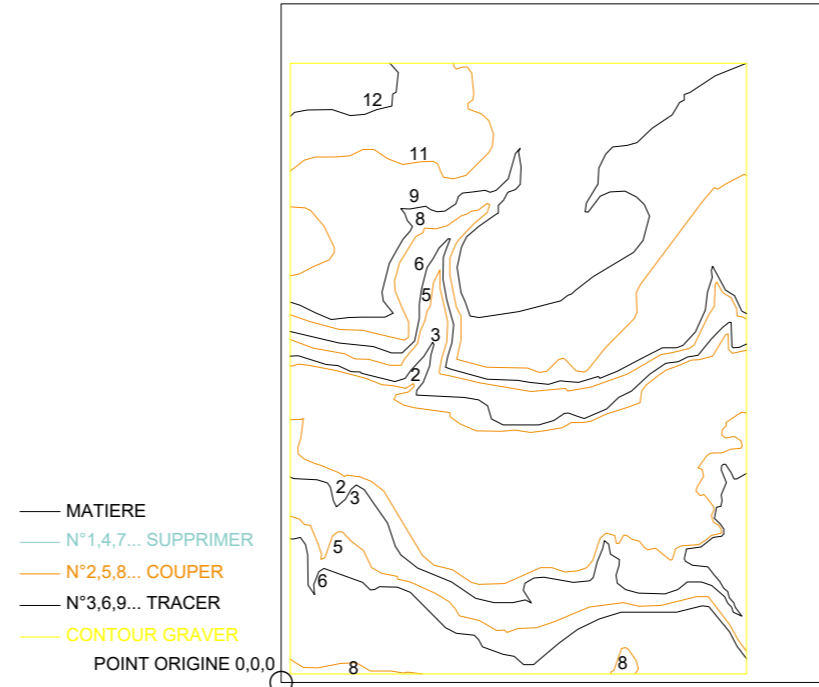 12
11
9
8
6
5
3
2
2
3
5
6
8
8
MATIERE
N°1,4,7... SUPPRIMER
N°2,5,8... COUPER
N°3,6,9... TRACER
CONTOUR GRAVER
POINT ORIGINE 0,0,0